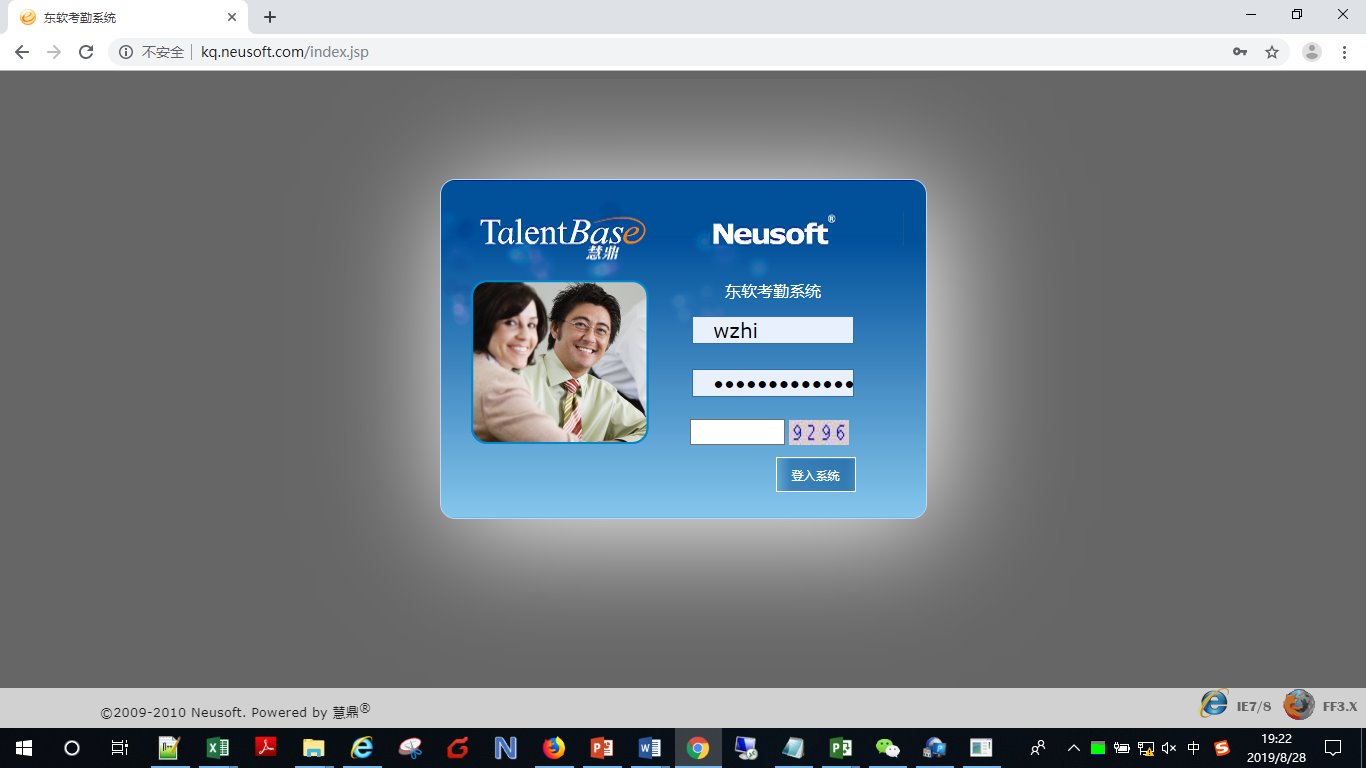 东软考勤系统
不安全 kq.neusoft.com/index.jsp
TalentBase
慧鼎
Neusoft®
东软考勤系统
wzhi
9296
登入系统
©2009-2010 Neusoft. Powered by 慧鼎®
IE7/8 FF3.X
中
19:22
2019/8/28